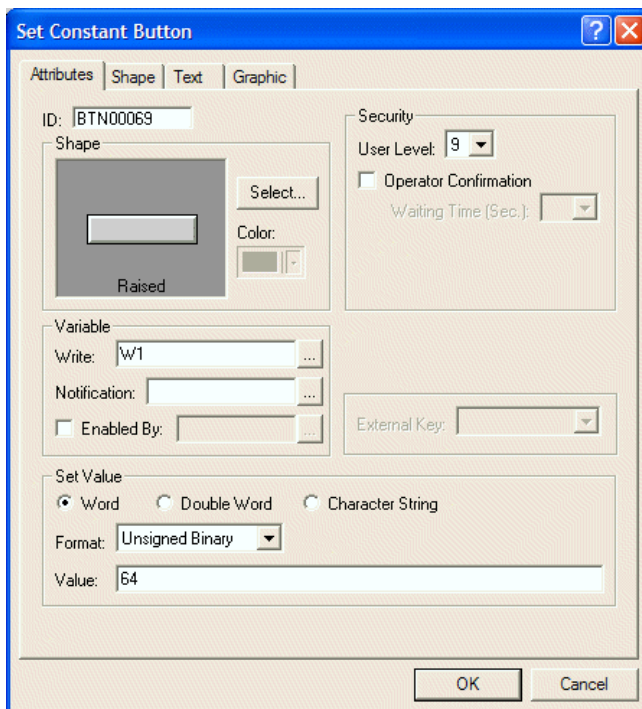 Set Constant Button
Attributes Shape Text Graphic
ID: BTN00069
Shape
Select...
Color:
Raised
Security
User Level: 9
Operator Confirmation
Waiting Time (Sec.):
Variable
Write: W1 ...
Notification: ...
Enabled By: ...
External Key:
Set Value
Word Double Word Character String
Format: Unsigned Binary
Value: 64
OK Cancel